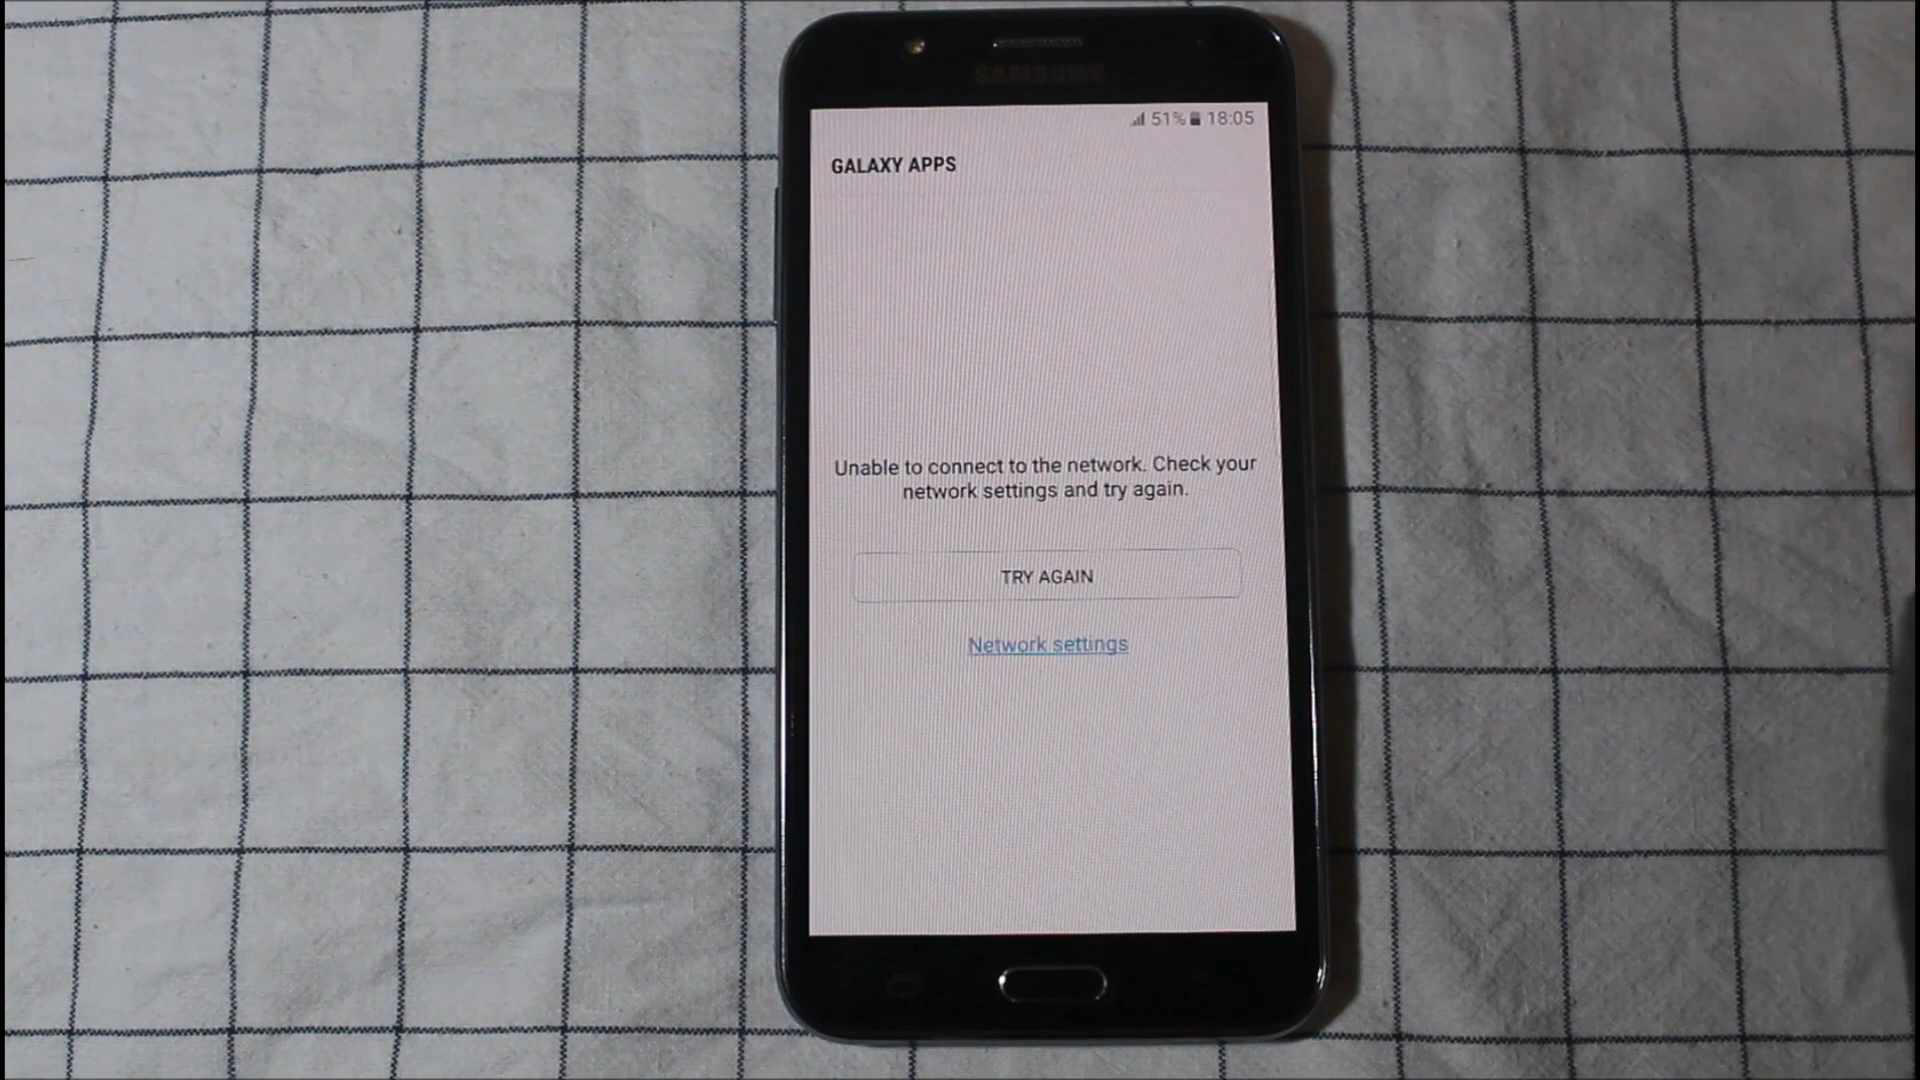 SAMSUNG
51% 18:05
GALAXY APPS
Unable to connect to the network. Check your
network settings and try again.
TRY AGAIN
Network settings